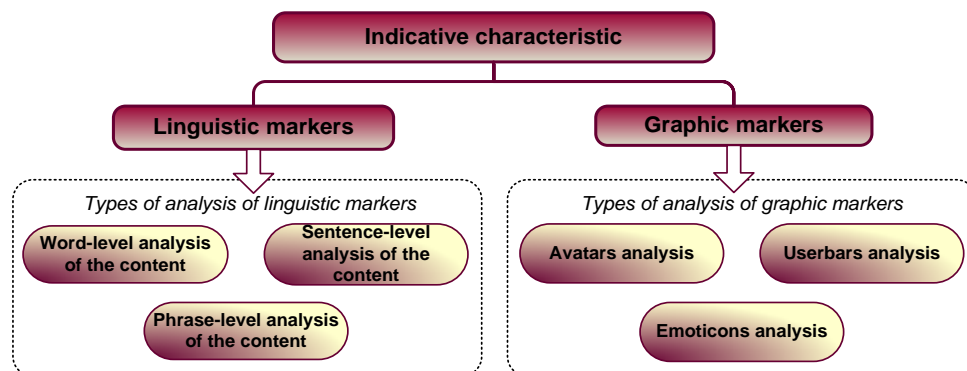 Indicative characteristic
Linguistic markers
Graphic markers
Types of analysis of linguistic markers
Word-level analysis
of the content
Sentence-level
analysis of the
content
Phrase-level analysis
of the content
Types of analysis of graphic markers
Avatars analysis
Userbars analysis
Emoticons analysis